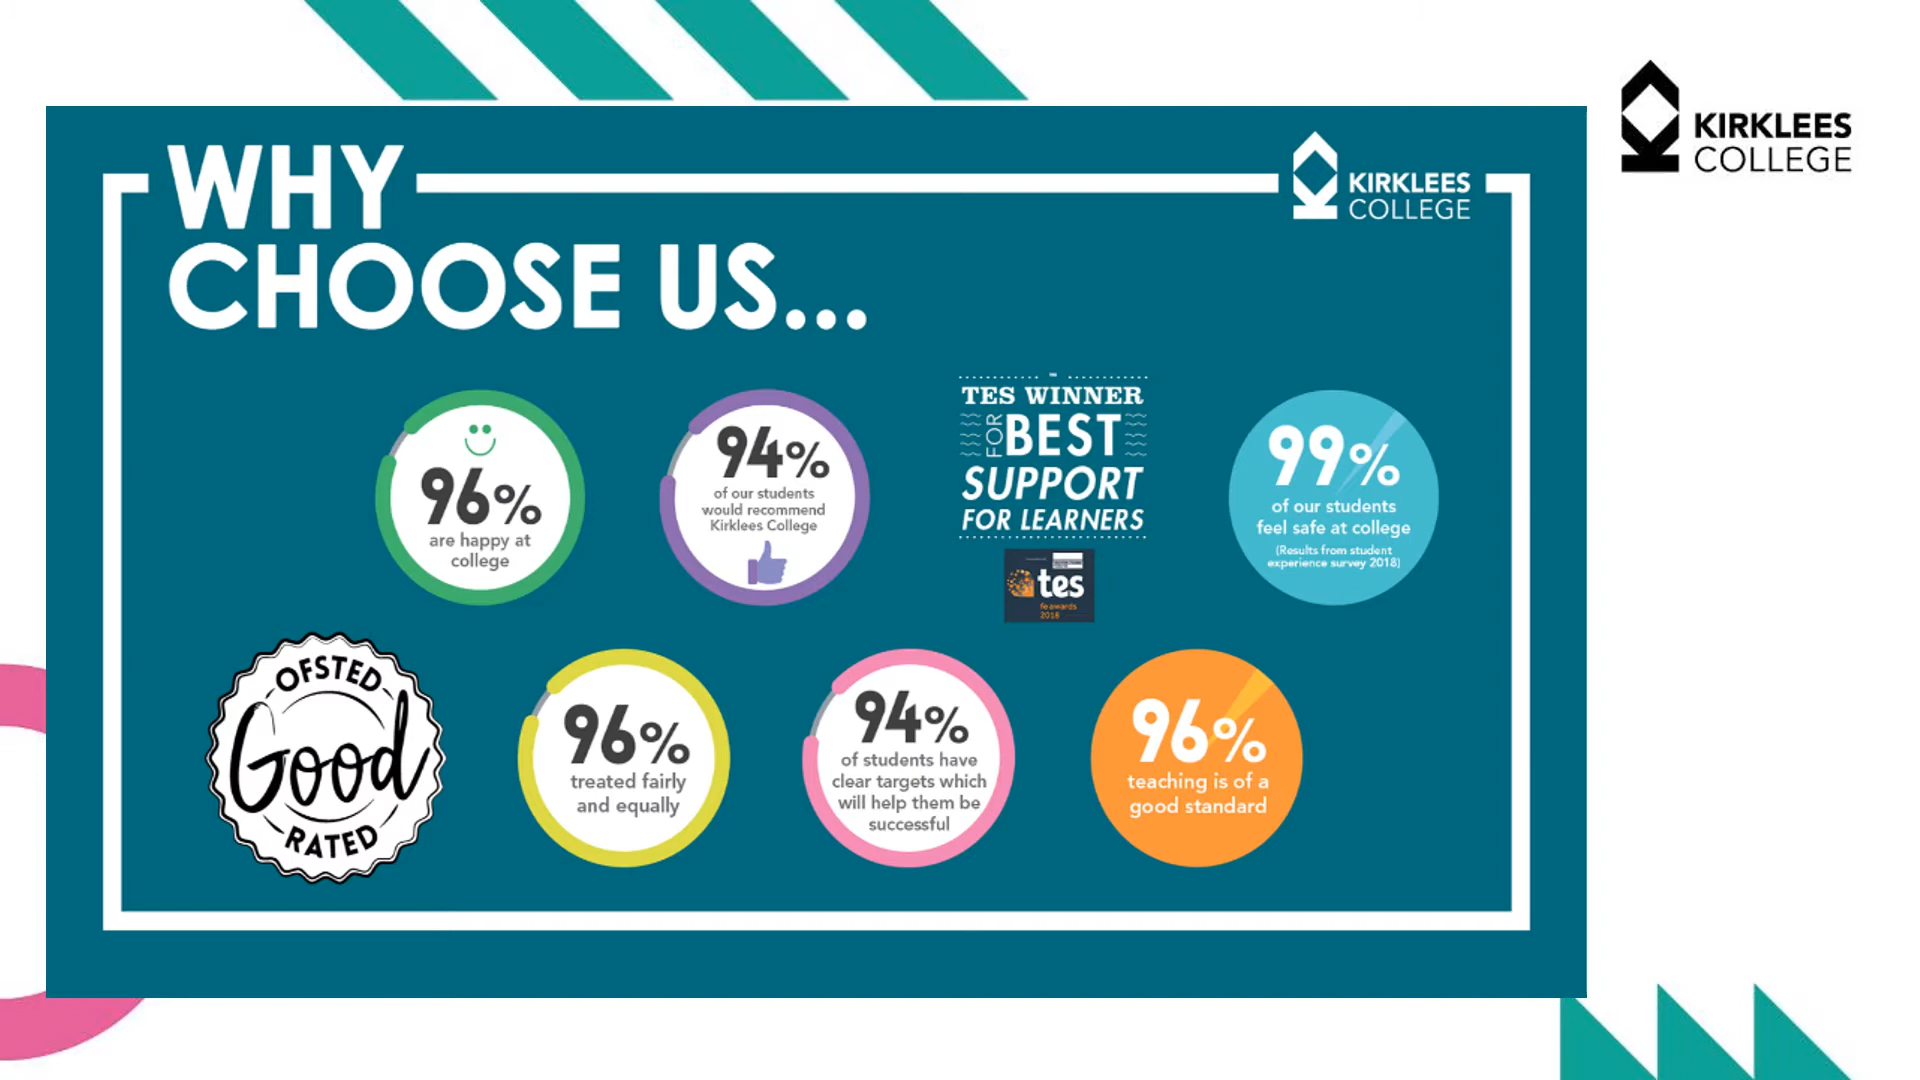 KIRKLEES
COLLEGE
WHY
CHOOSE US...
KIRKLEES
COLLEGE
96%
are happy at
college
94%
of our students
would recommend
Kirklees College
TES WINNER
FOR BEST
SUPPORT
FOR LEARNERS
tes
fe awards
2018
99%
of our students
feel safe at college
(Results from student
experience survey 2018)
OFSTED
Good
RATED
96%
treated fairly
and equally
94%
of students have
clear targets which
will help them be
successful
96%
teaching is of a
good standard